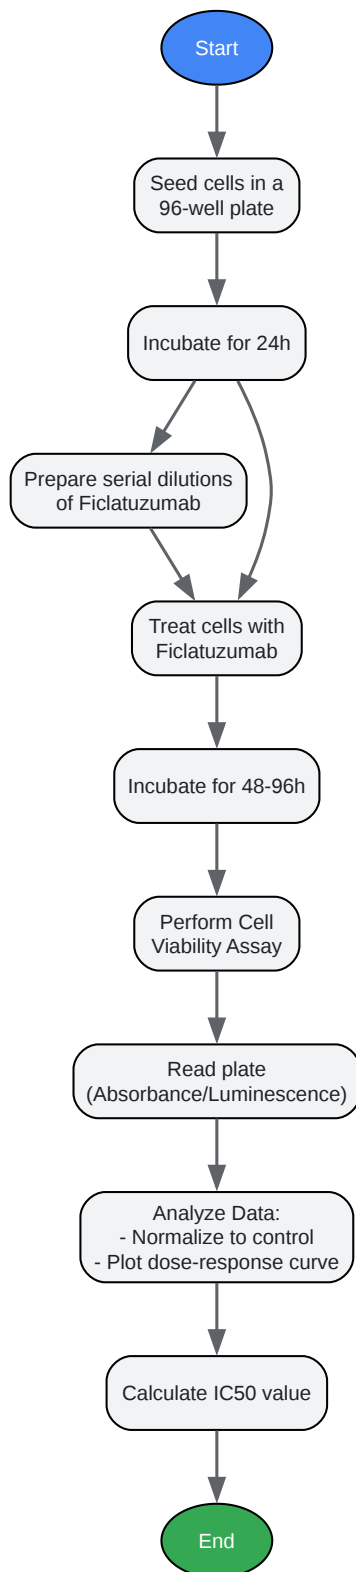 Start
Seed cells in a
96-well plate
Incubate for 24h
Prepare serial dilutions
of Ficlatuzumab
Treat cells with
Ficlatuzumab
Incubate for 48-96h
Perform Cell
Viability Assay
Read plate
(Absorbance/Luminescence)
Analyze Data:
- Normalize to control
- Plot dose-response curve
Calculate IC50 value
End